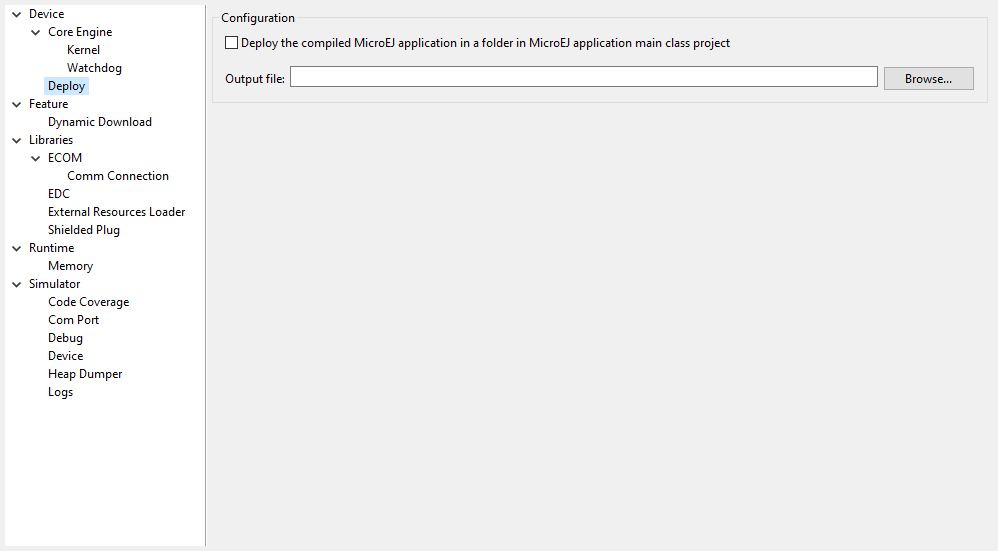 Device
Core Engine
Kernel
Watchdog
Deploy
Feature
Dynamic Download
Libraries
ECOM
Comm Connection
EDC
External Resources Loader
Shielded Plug
Runtime
Memory
Simulator
Code Coverage
Com Port
Debug
Device
Heap Dumper
Logs
Configuration
Deploy the compiled MicroEJ application in a folder in MicroEJ application main class project
Output file:
Browse...